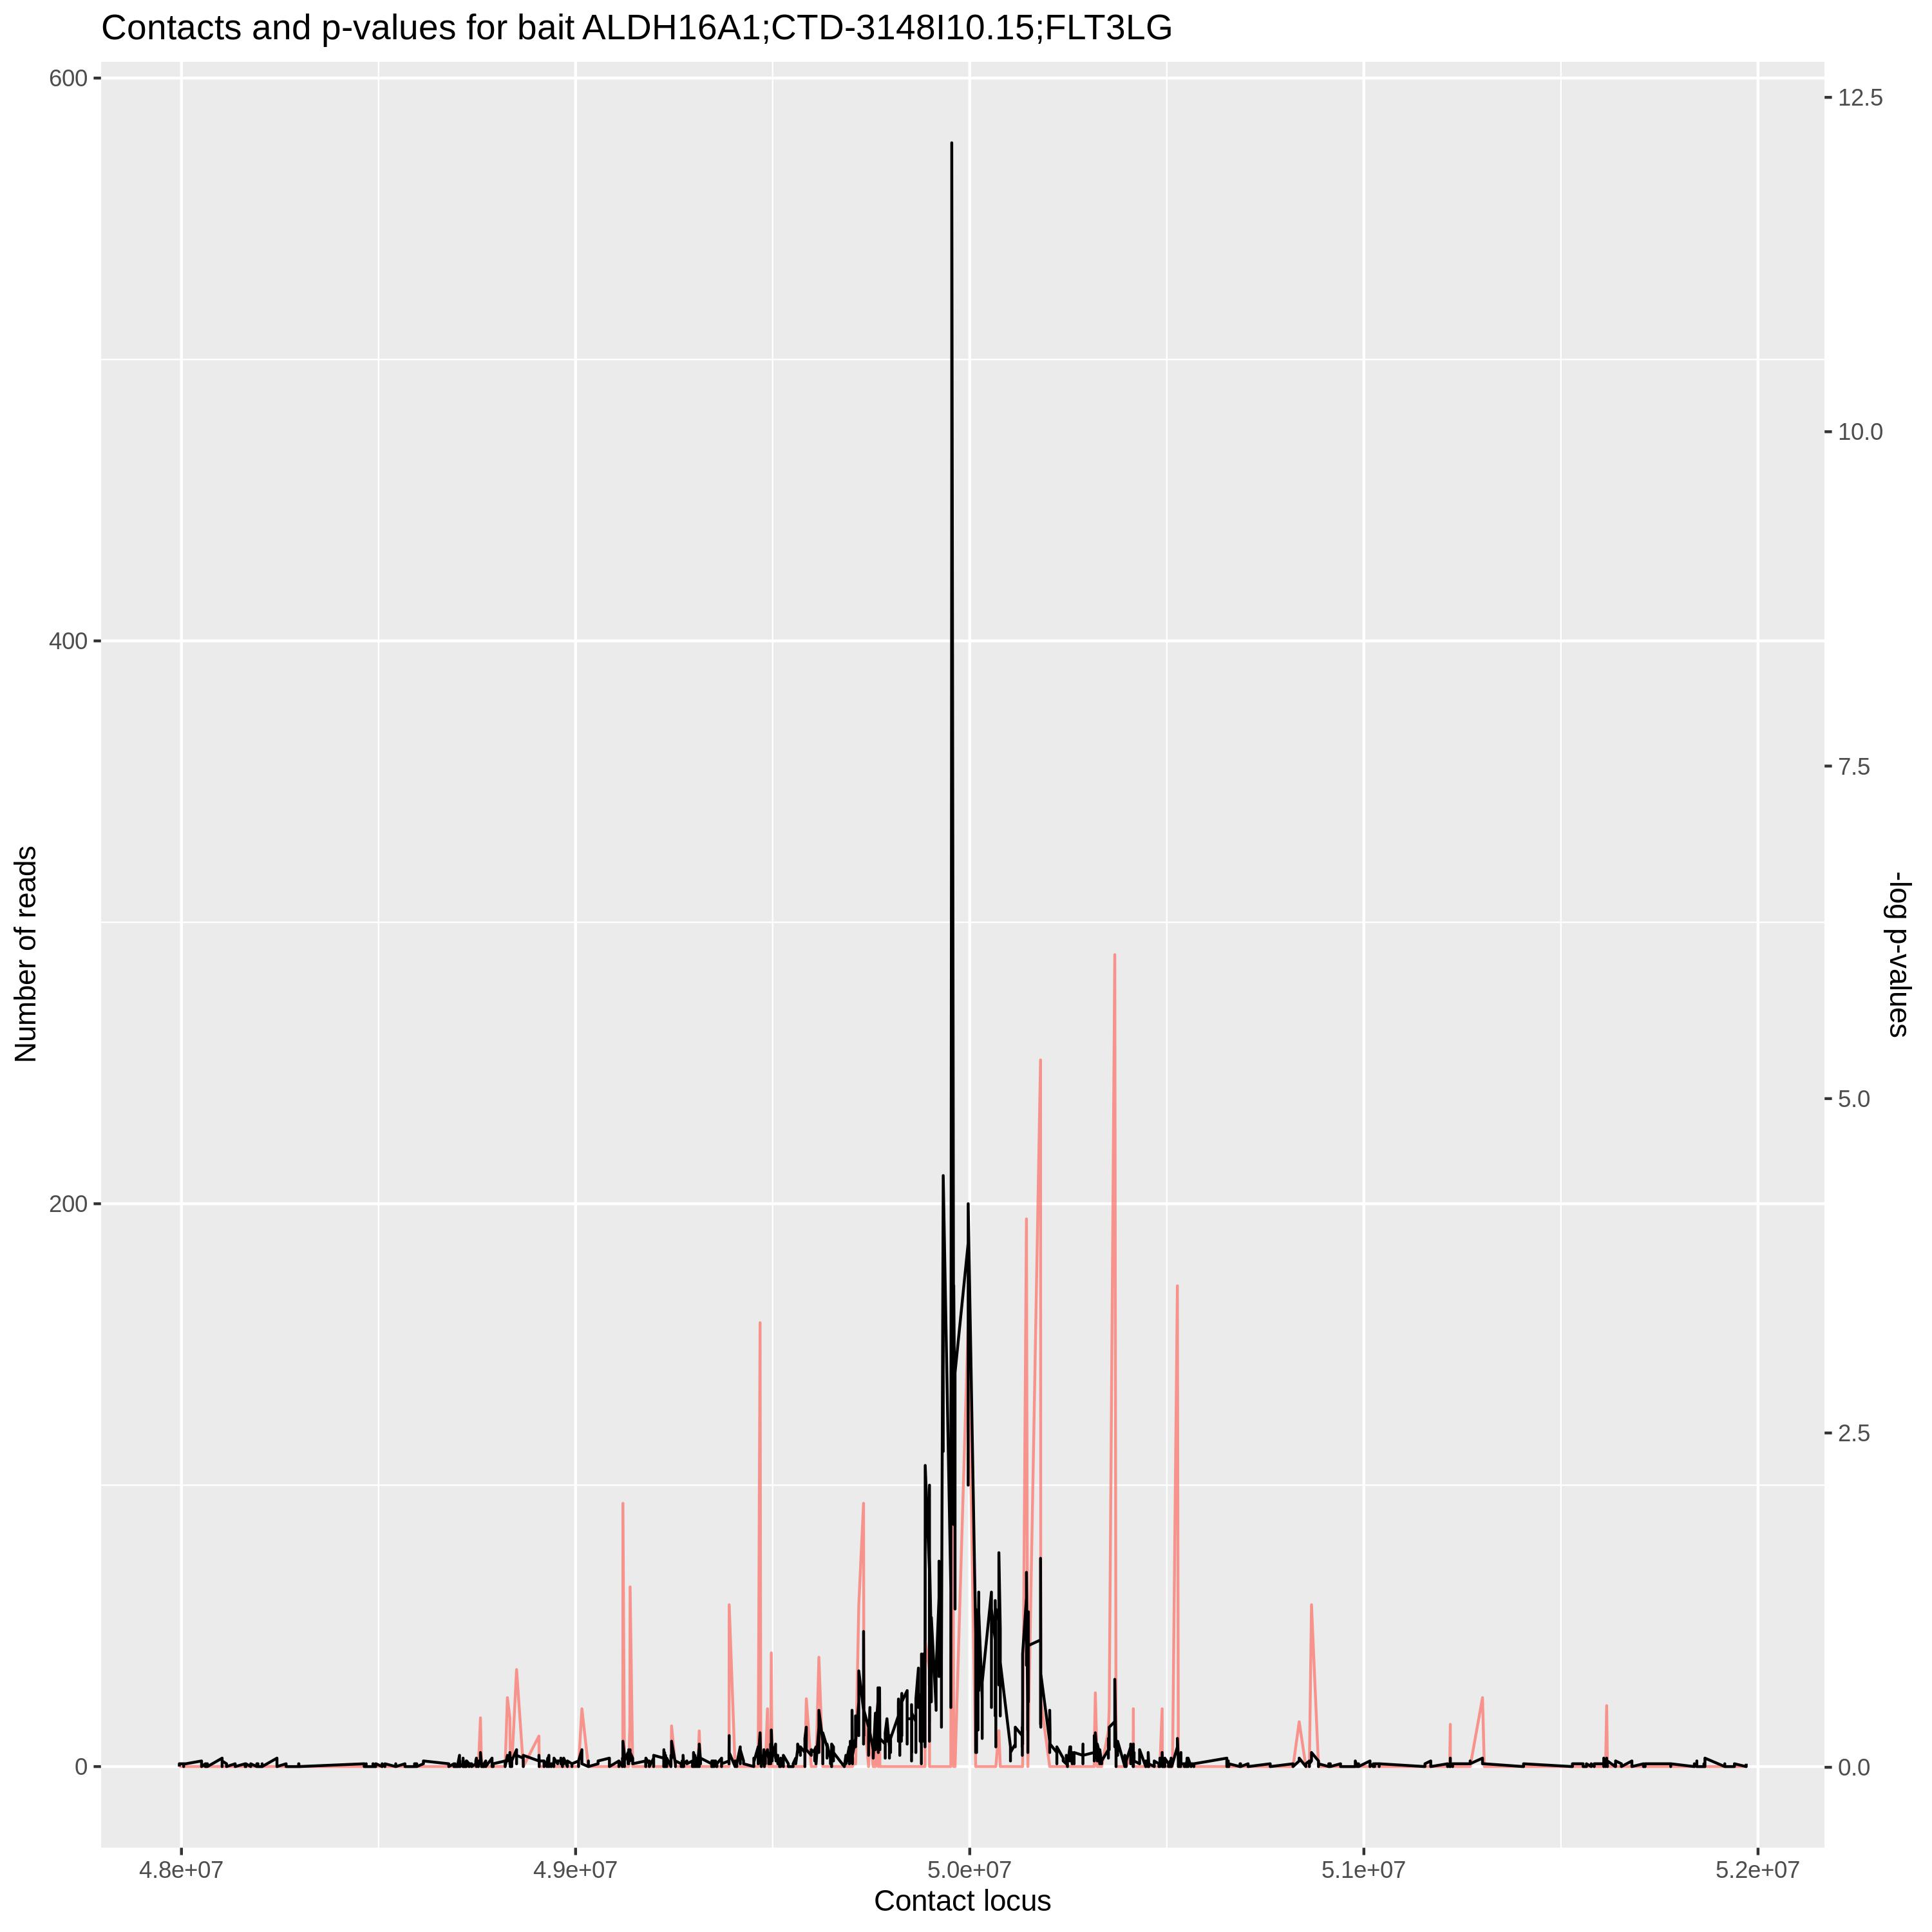 Contacts and p-values for bait ALDH16A1;CTD-3148I10.15;FLT3LG
600
400
200
0
Number of reads
12.5
10.0
7.5
5.0
2.5
0.0
-log p-values
4.8e+07
4.9e+07
5.0e+07
5.1e+07
5.2e+07
Contact locus